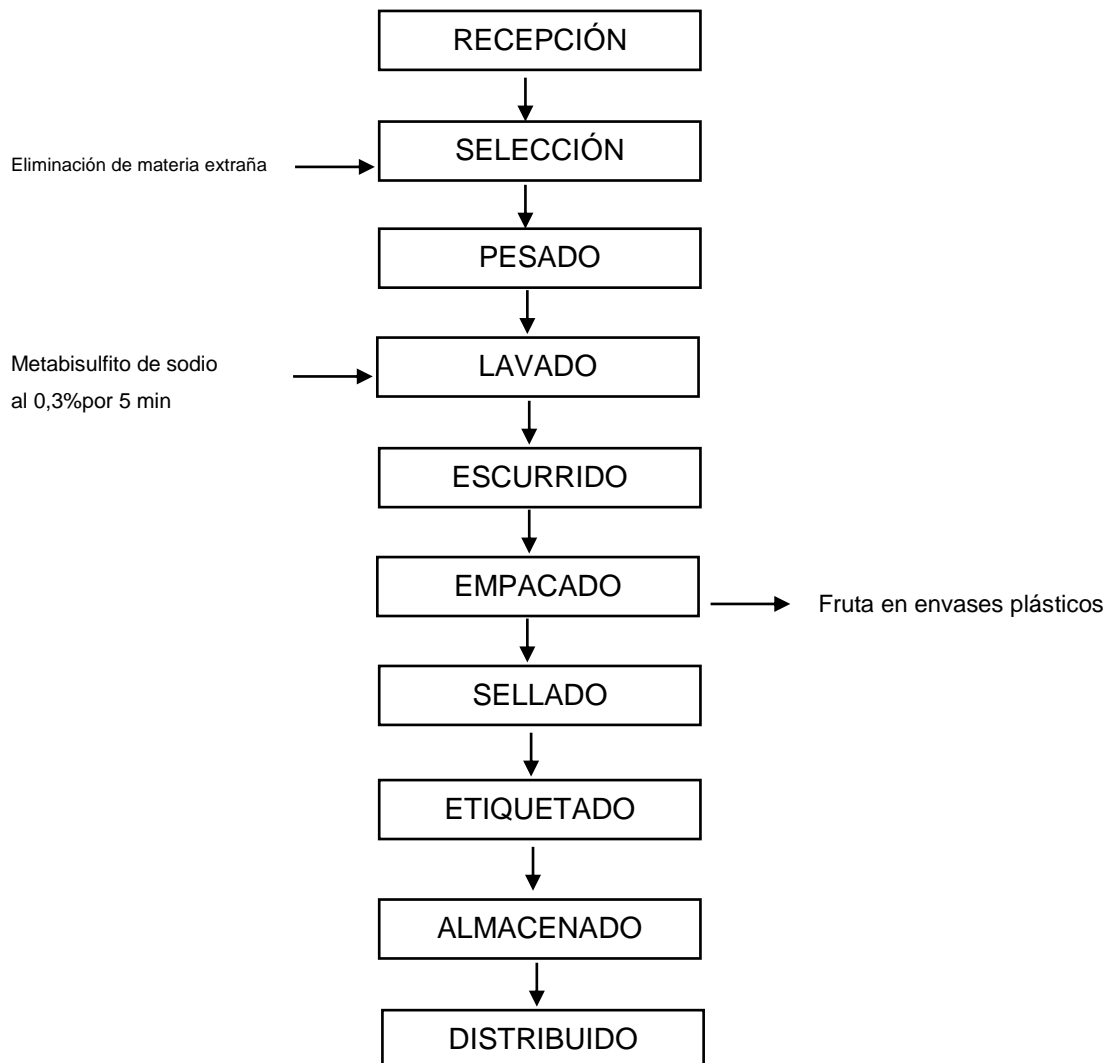 RECEPCIÓN
SELECCIÓN
Eliminación de materia extraña
PESADO
Metabisulfito de sodio
al 0,3%por 5 min
LAVADO
ESCURRIDO
EMPACADO
Fruta en envases plásticos
SELLADO
ETIQUETADO
ALMACENADO
DISTRIBUIDO